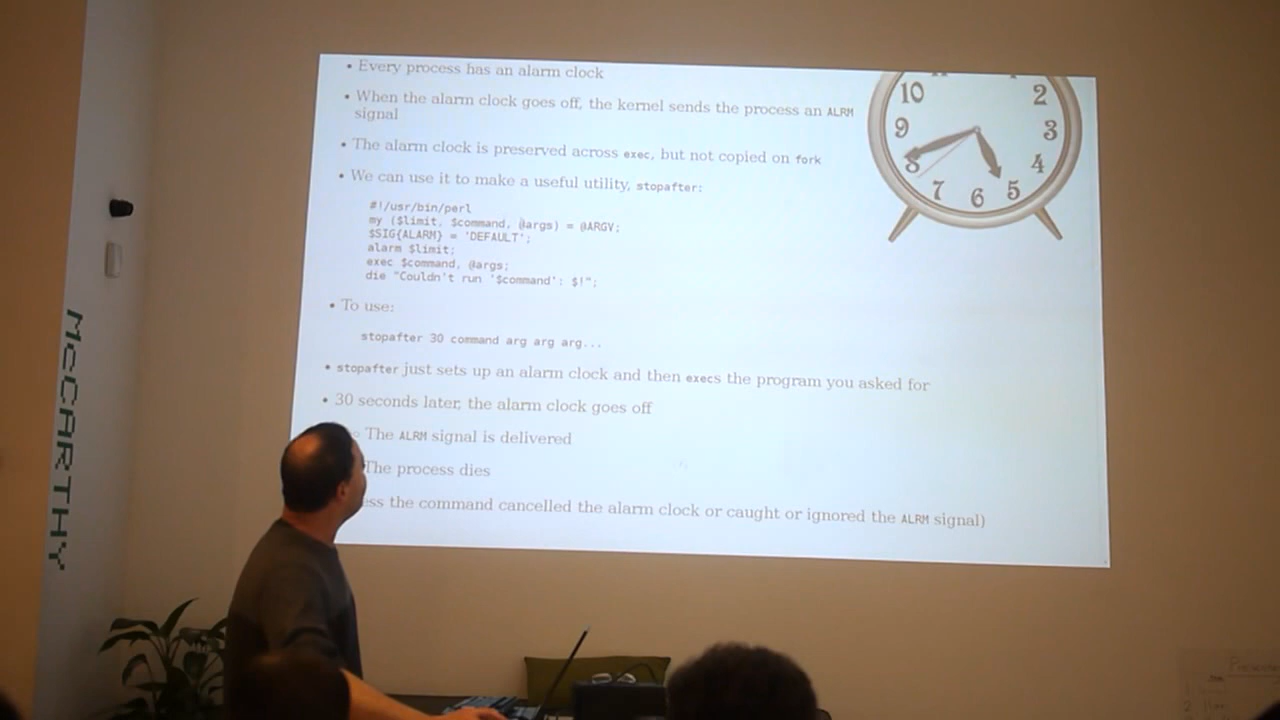 • Every process has an alarm clock
• When the alarm clock goes off, the kernel sends the process an ALRM
signal
• The alarm clock is preserved across exec, but not copied on fork
• We can use it to make a useful utility, stopafter:
#!/usr/bin/perl
my ($limit, $command, @args) = @ARGV;
$SIG{ALARM} = 'DEFAULT';
alarm $limit;
exec $command, @args;
die "Couldn't run '$command': $!";
• To use:
stopafter 30 command arg arg arg...
• stopafter just sets up an alarm clock and then execs the program you asked for
• 30 seconds later, the alarm clock goes off
○ The ALRM signal is delivered
The process dies
the command cancelled the alarm clock or caught or ignored the ALRM signal)
10
2
9
3
8
4
7
6
5
MCCARTHY